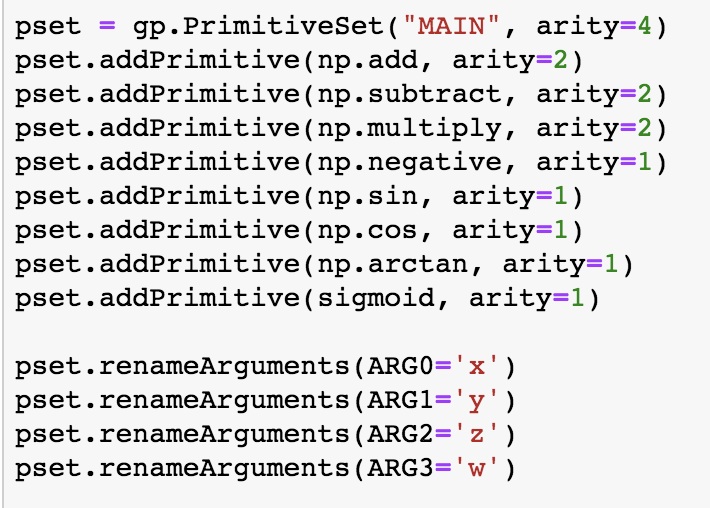 pset = gp.PrimitiveSet("MAIN", arity=4)
pset.addPrimitive(np.add, arity=2)
pset.addPrimitive(np.subtract, arity=2)
pset.addPrimitive(np.multiply, arity=2)
pset.addPrimitive(np.negative, arity=1)
pset.addPrimitive(np.sin, arity=1)
pset.addPrimitive(np.cos, arity=1)
pset.addPrimitive(np.arctan, arity=1)
pset.addPrimitive(sigmoid, arity=1)
pset.renameArguments(ARG0='x')
pset.renameArguments(ARG1='y')
pset.renameArguments(ARG2='z')
pset.renameArguments(ARG3='w')